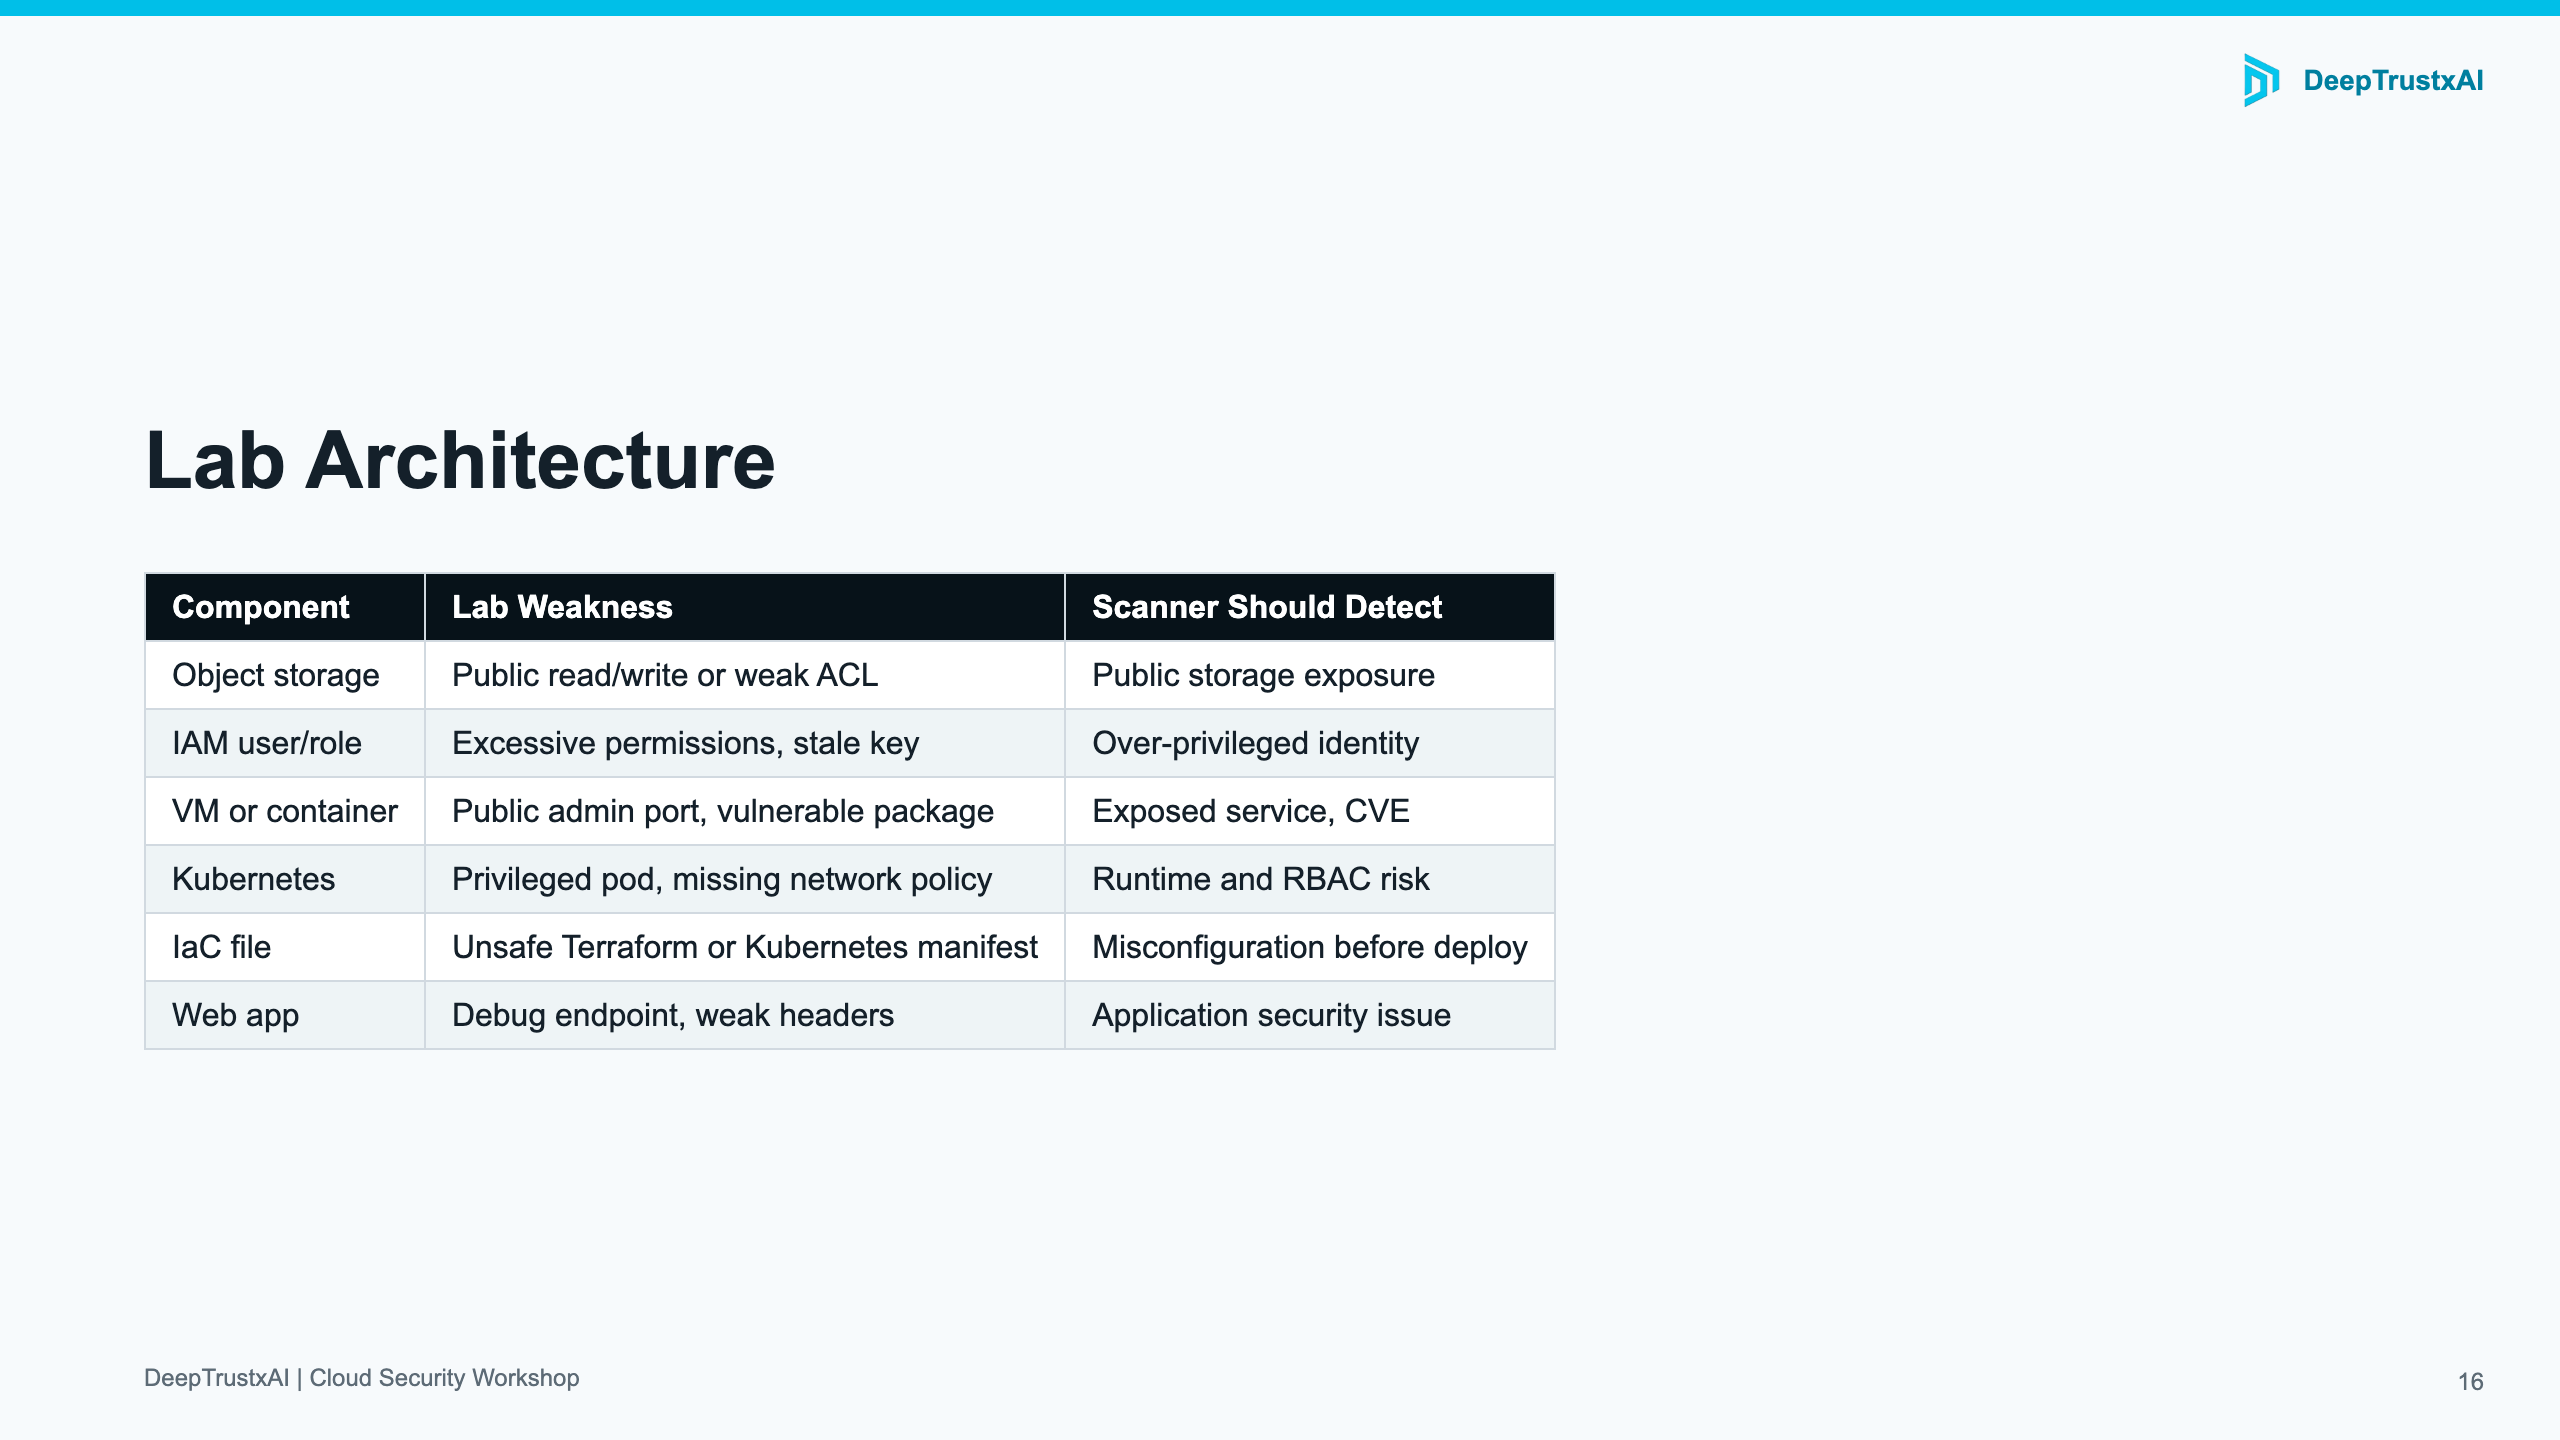 DeepTrustxAI
Lab Architecture
Component Lab Weakness Scanner Should Detect
Object storage Public read/write or weak ACL Public storage exposure
IAM user/role Excessive permissions, stale key Over-privileged identity
VM or container Public admin port, vulnerable package Exposed service, CVE
Kubernetes Privileged pod, missing network policy Runtime and RBAC risk
IaC file Unsafe Terraform or Kubernetes manifest Misconfiguration before deploy
Web app Debug endpoint, weak headers Application security issue
DeepTrustxAI | Cloud Security Workshop
16